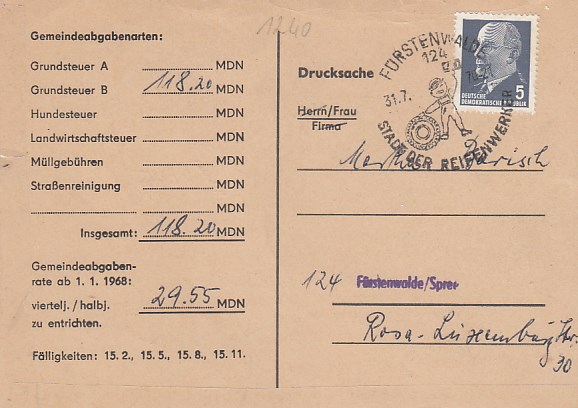 1240
Gemeindeabgabenarten:
Grundsteuer A MDN
Grundsteuer B 118.20 MDN
Hundesteuer MDN
Landwirtschaftsteuer MDN
Müllgebühren MDN
Straßenreinigung MDN
MDN
Insgesamt: 118.20 MDN
Gemeindeabgaben-
rate ab 1. 1. 1968:
viertelj. / halbj. 29.55 MDN
zu entrichten.
Fälligkeiten: 15. 2., 15. 5., 15. 8., 15. 11.
Drucksache
Herrn/Frau
Firma
FÜRSTENWALDE
124
31.7.
STADT DER REIFENWERKER
DEUTSCHE
DEMOKRATISCHE REPUBLIK
5
124 Fürstenwalde/Spree
Rosa-Luxemburg Str.
30